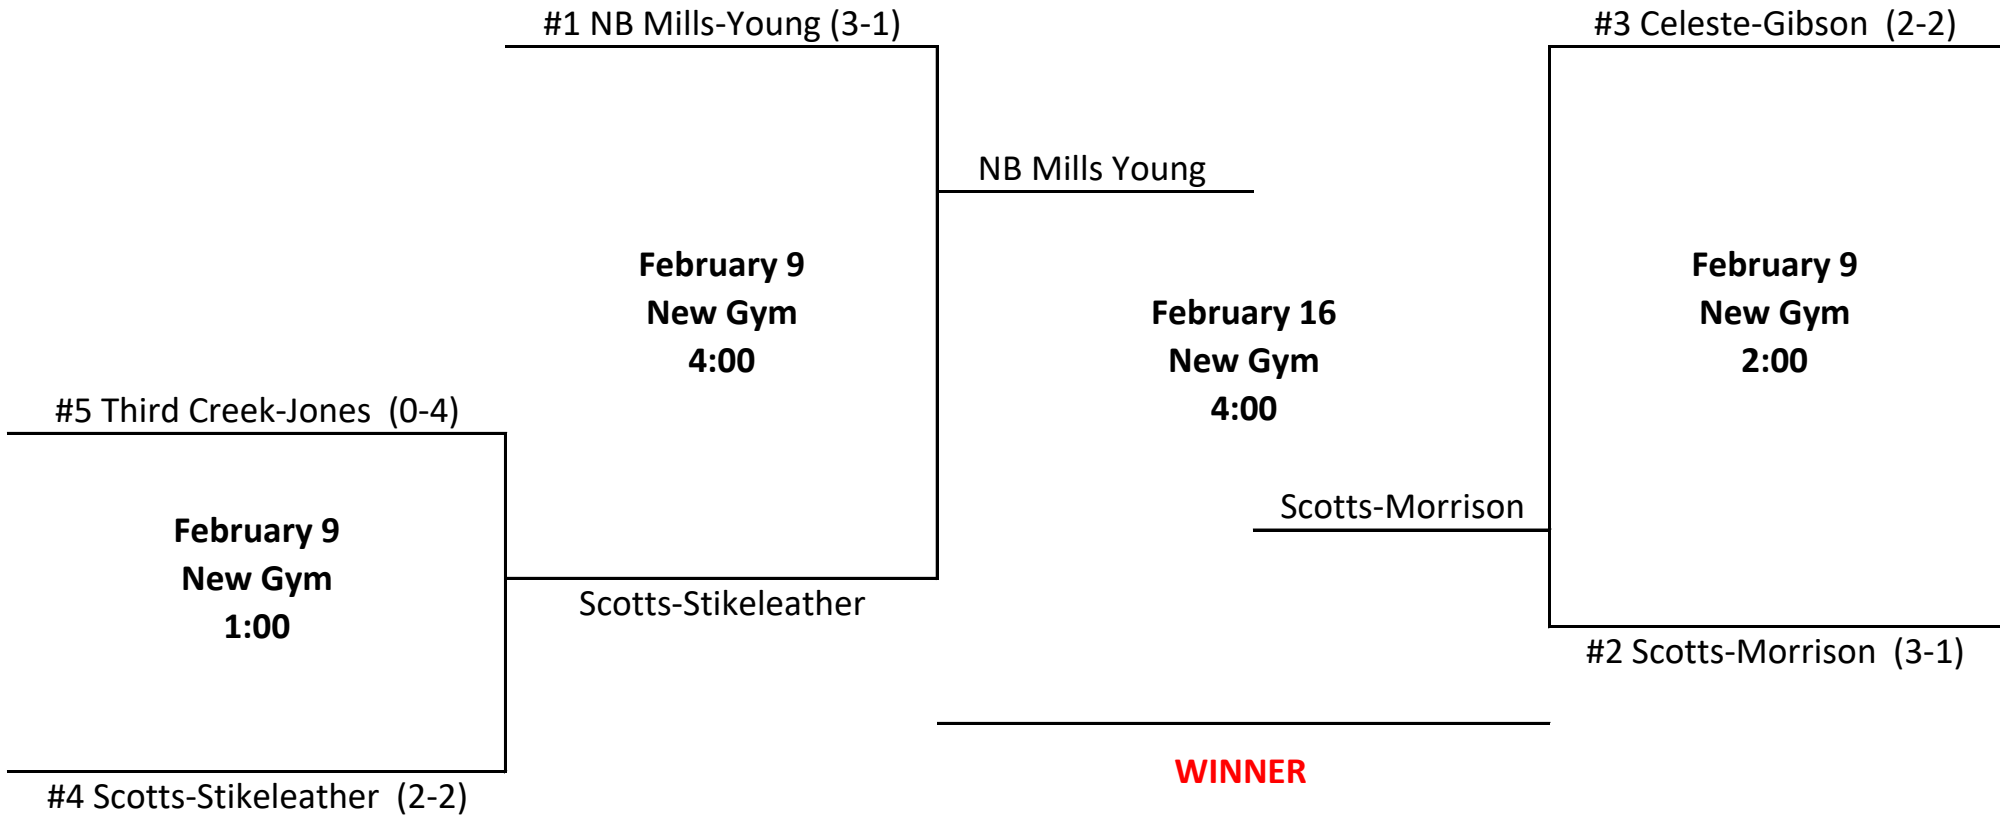 #1 NB Mills-Young (3-1)
#3 Celeste-Gibson  (2-2)
NB Mills Young
February 9
New Gym
4:00
February 16
New Gym
4:00
February 9
New Gym
2:00
#5 Third Creek-Jones  (0-4)
February 9
New Gym
1:00
Scotts-Morrison
Scotts-Stikeleather
#2 Scotts-Morrison  (3-1)
WINNER
#4 Scotts-Stikeleather  (2-2)